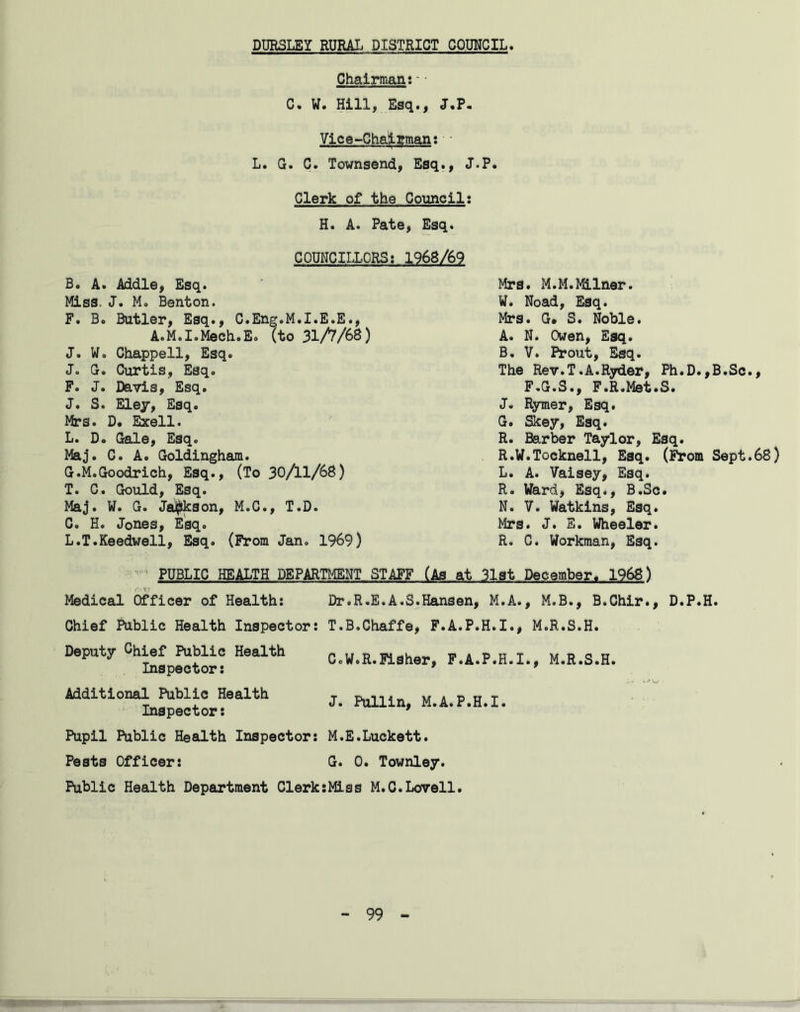 DURSLEY RURAL DISTRICT COUNCIL.
Chairman:
C. W. Hill, Esq., J.P.
Vice-Chairman:
L. G. C. Townsend, Esq., J.P.
Clerk of the Council:
H. A. Pate, Esq.
COUNCILLORS: 1968/69
B. A. Addle, Esq.
Miss. J. M. Benton.
F. B. Butler, Esq., C.Eng.M.I.E.E.,
A.M.I.Mech.E. (to 31/7/68)
J. W. Chappell, Esq.
J. G. Curtis, Esq.
F. J. Davis, Esq.
J. S. Eley, Esq.
Mrs. D. Exell.
L. D. Gale, Esq.
Maj. C. A. Goldingham.
G.M.Goodrich, Esq., (To 30/11/68)
T. C. Gould, Esq.
Maj. W. G. Jackson, M.C., T.D.
C. H. Jones, Esq.
L.T.Keedwell, Esq. (From Jan. 1969)
Mrs. M.M.Milner.
W. Noad, Esq.
Mrs. G. S. Noble.
A. N. Owen, Esq.
B. V. Prout, Esq.
The Rev.T.A.Ryder, Ph.D.,B.Sc.,
F.G.S., F.R.Met.S.
J. Rymer, Esq.
G. Skey, Esq.
R. Barber Taylor, Esq.
R.W.Tocknell, Esq. (From Sept.68)
L. A. Vaisey, Esq.
R. Ward, Esq., B.Sc.
N. V. Watkins, Esq.
Mrs. J. E. Wheeler.
R. C. Workman, Esq.
PUBLIC HEALTH DEPARTMENT STAFF (As at 31st December, 1968)
Medical Officer of Health: Dr.R.E.A.S.Hansen, M.A., M.B., B.Chir., D.P.H.
Chief Public Health Inspector: T.B.Chaffe, F.A.P.H.I., M.R.S.H.
Deputy Chief Public Health
Inspector: C.W.R.Fisher, F.A.P.H.I., M.R.S.H.
Additional Public Health
Inspector: J. Pullin, M.A.P.H.I.
Pupil Public Health Inspector: M.E.Luckett.
Pests Officer: G. O. Townley.
Public Health Department Clerk:Miss M.C.Lovell.
- 99 -